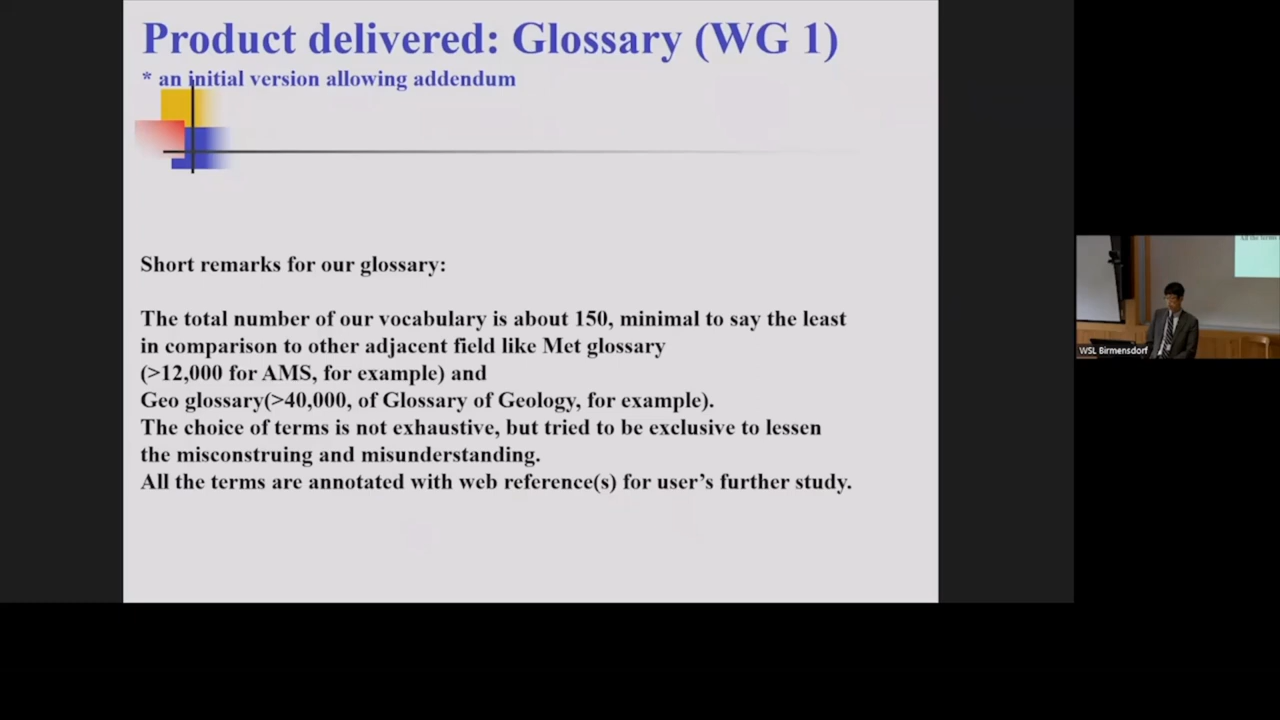 Product delivered: Glossary (WG 1)
* an initial version allowing addendum
Short remarks for our glossary:
The total number of our vocabulary is about 150, minimal to say the least
in comparison to other adjacent field like Met glossary
(>12,000 for AMS, for example) and
Geo glossary(>40,000, of Glossary of Geology, for example).
The choice of terms is not exhaustive, but tried to be exclusive to lessen
the misconstruing and misunderstanding.
All the terms are annotated with web reference(s) for user’s further study.
WSL Birmensdorf